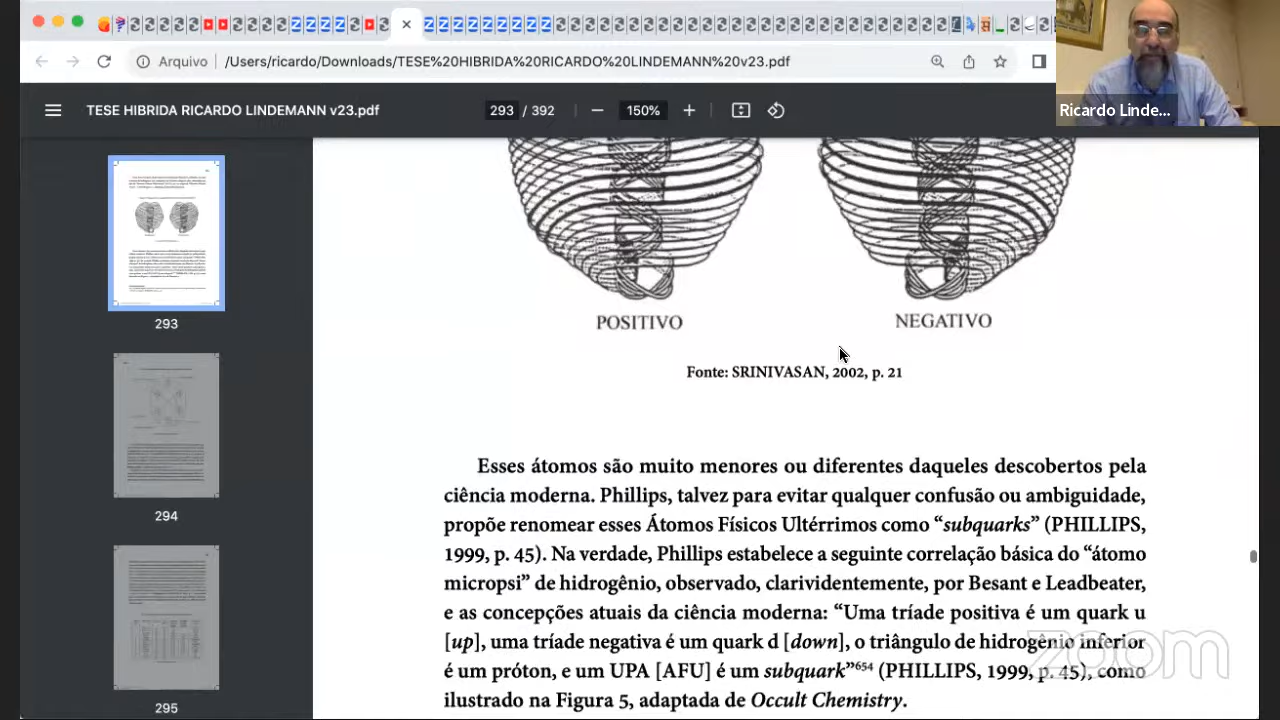 Arquivo
/Users/ricardo/Downloads/TESE%20HIBRIDA%20RICARDO%20LINDEMANN%20v23.pdf
TESE HIBRIDA RICARDO LINDEMANN v23.pdf
293 / 392
150%
Ricardo Linde...
293
294
295
POSITIVO
NEGATIVO
Fonte: SRINIVASAN, 2002, p. 21
Esses átomos são muito menores ou diferentes daqueles descobertos pela
ciência moderna. Phillips, talvez para evitar qualquer confusão ou ambiguidade,
propõe renomear esses Átomos Físicos Ultérrimos como “subquarks” (PHILLIPS,
1999, p. 45). Na verdade, Phillips estabelece a seguinte correlação básica do “átomo
micropsi” de hidrogênio, observado, clarividentemente, por Besant e Leadbeater,
e as concepções atuais da ciência moderna: “Uma tríade positiva é um quark u
[up], uma tríade negativa é um quark d [down], o triângulo de hidrogênio inferior
é um próton, e um UPA [AFU] é um subquark”654 (PHILLIPS, 1999, p. 45), como
ilustrado na Figura 5, adaptada de Occult Chemistry.
zoom